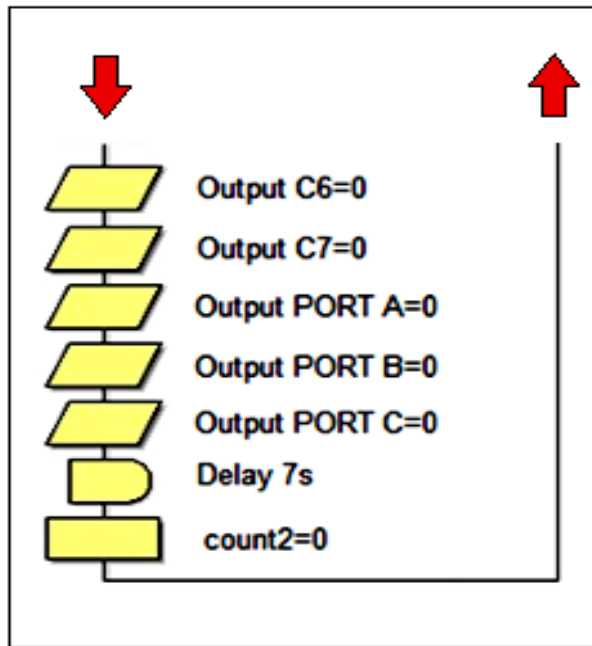 Output C6=0
Output C7=0
Output PORT A=0
Output PORT B=0
Output PORT C=0
Delay 7s
count2=0